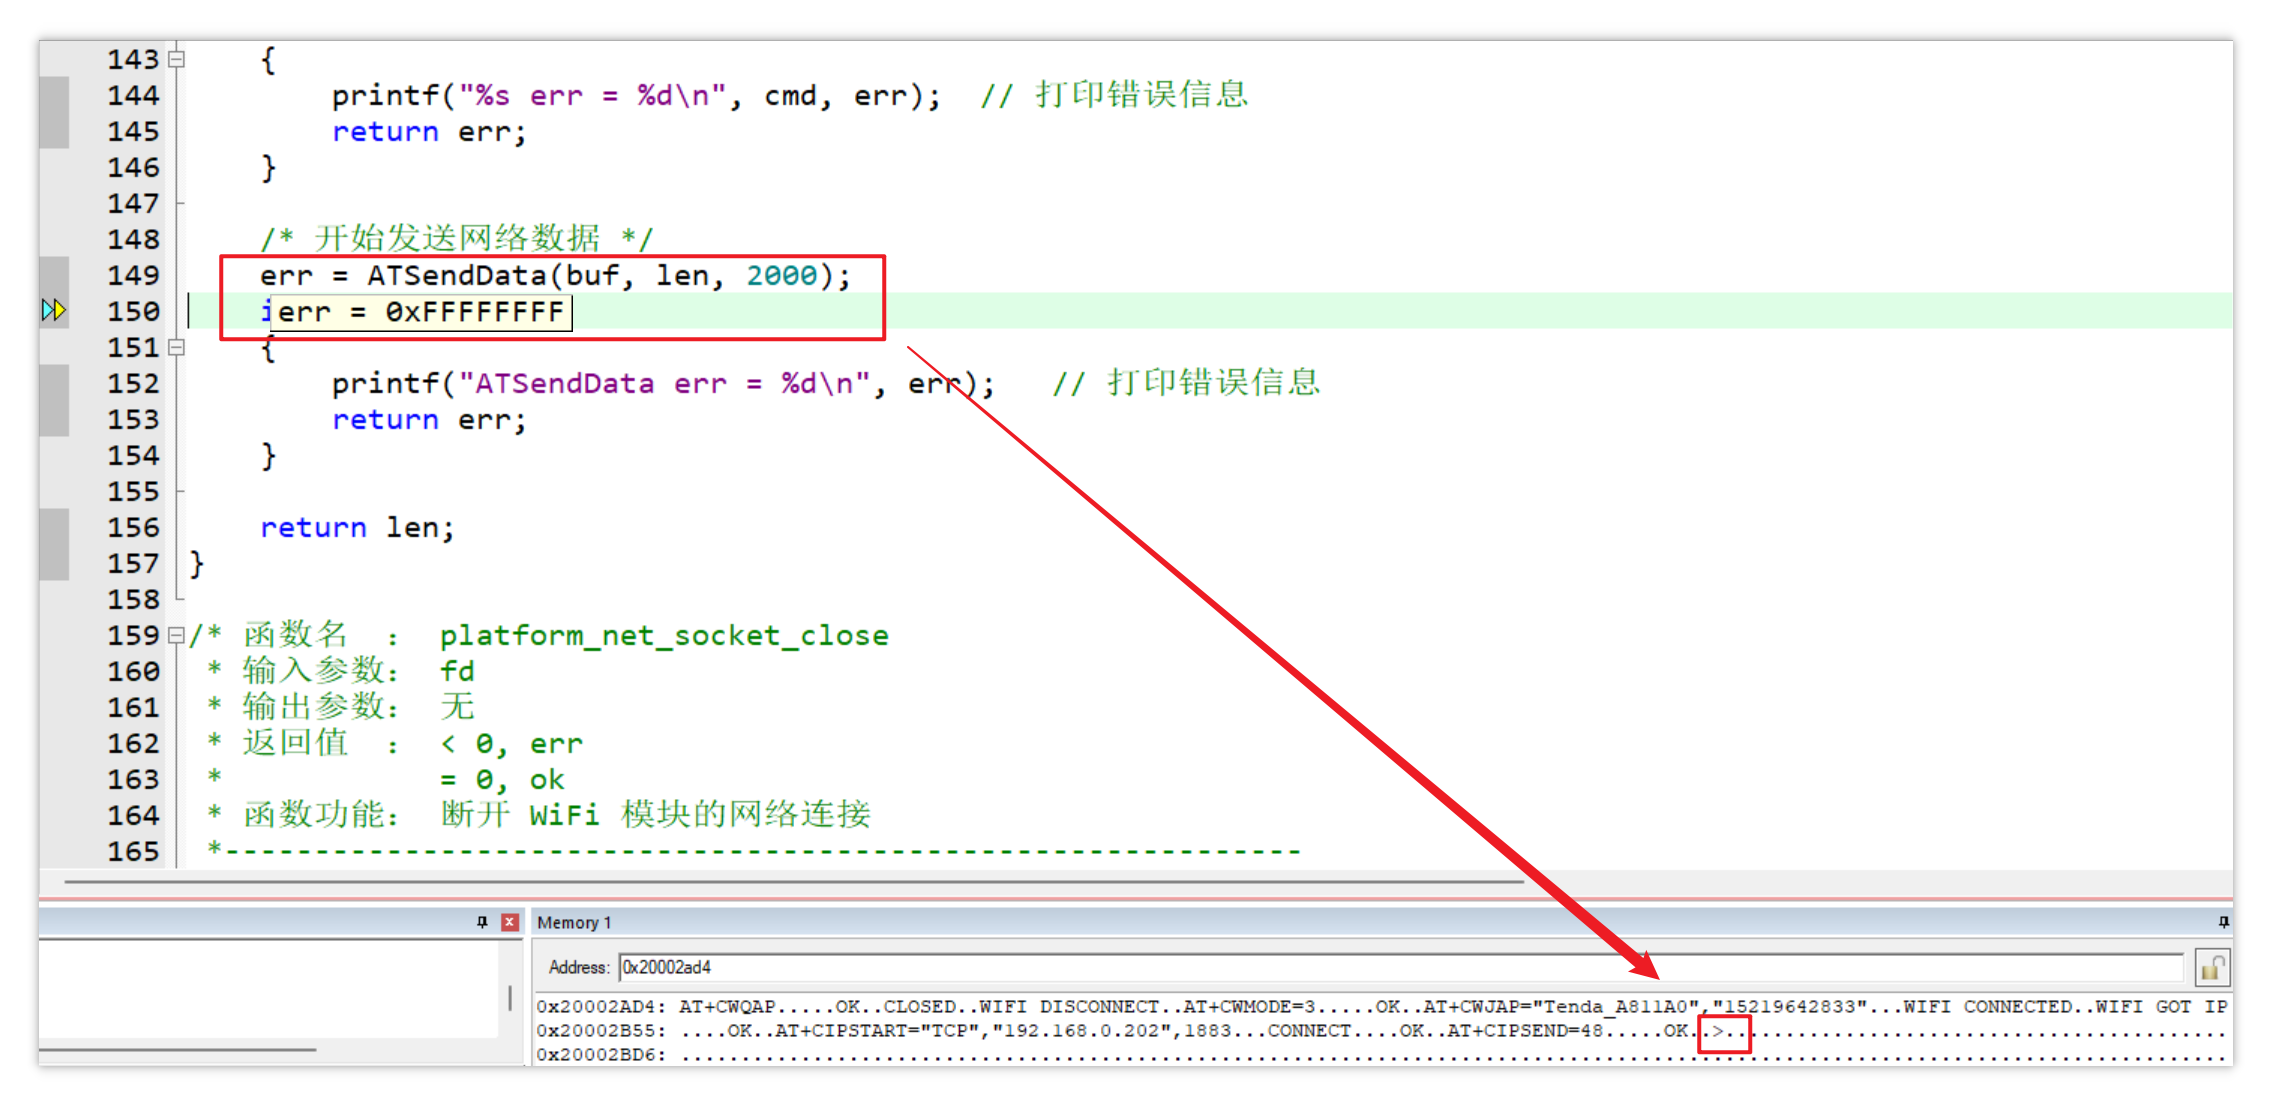 143 {
144 printf("%s err = %d\n", cmd, err); // 打印错误信息
145 return err;
146 }
147
148 /* 开始发送网络数据 */
149 err = ATSendData(buf, len, 2000);
150 i err = 0xFFFFFFFF
151 {
152 printf("ATSendData err = %d\n", err); // 打印错误信息
153 return err;
154 }
155
156 return len;
157 }
158
159 /* 函数名 : platform_net_socket_close
160 * 输入参数: fd
161 * 输出参数: 无
162 * 返回值 : < 0, err
163 * = 0, ok
164 * 函数功能: 断开 WiFi 模块的网络连接
165 *------------------------------------------------------------
Memory 1
Address: 0x20002ad4
0x20002AD4: AT+CWQAP.....OK..CLOSED..WIFI DISCONNECT..AT+CWMODE=3.....OK..AT+CWJAP="Tenda_A811A0","15219642833"...WIFI CONNECTED..WIFI GOT IP
0x20002B55: ....OK..AT+CIPSTART="TCP","192.168.0.202",1883...CONNECT....OK..AT+CIPSEND=48.....OK..>..........................................
0x20002BD6: .................................................................................................................................